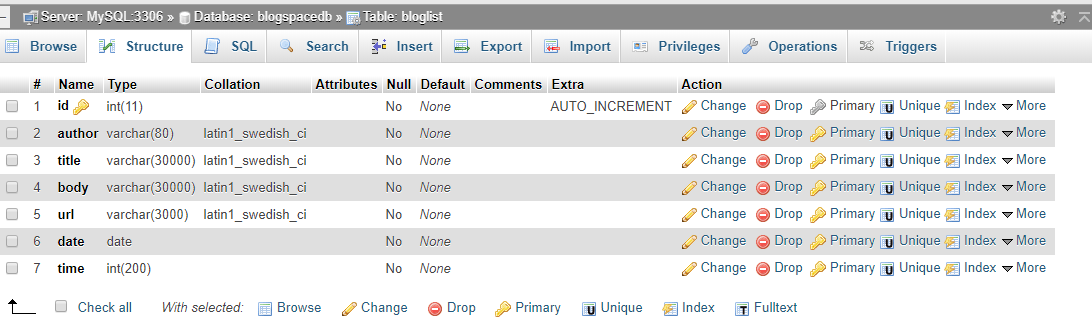 Server: MySQL:3306 » Database: blogspacedb » Table: bloglist
Browse Structure SQL Search Insert Export Import Privileges Operations Triggers
# Name Type Collation Attributes Null Default Comments Extra Action
1 id int(11) No None AUTO_INCREMENT Change Drop Primary Unique Index More
2 author varchar(80) latin1_swedish_ci No None Change Drop Primary Unique Index More
3 title varchar(30000) latin1_swedish_ci No None Change Drop Primary Unique Index More
4 body varchar(30000) latin1_swedish_ci No None Change Drop Primary Unique Index More
5 url varchar(3000) latin1_swedish_ci No None Change Drop Primary Unique Index More
6 date date No None Change Drop Primary Unique Index More
7 time int(200) No None Change Drop Primary Unique Index More
Check all With selected: Browse Change Drop Primary Unique Index Fulltext